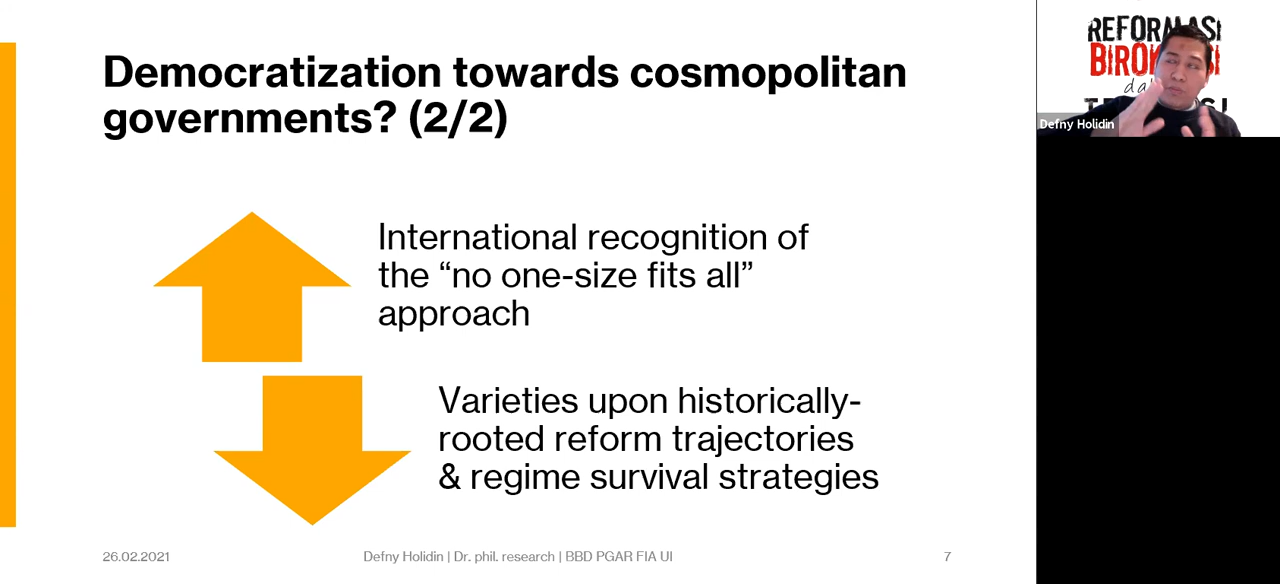 Democratization towards cosmopolitan
governments? (2/2)
International recognition of
the “no one-size fits all”
approach
Varieties upon historically-
rooted reform trajectories
& regime survival strategies
26.02.2021
Defny Holidin | Dr. phil. research | BBD PGAR FIA UI
7
REFORMASI
Defny Holidin